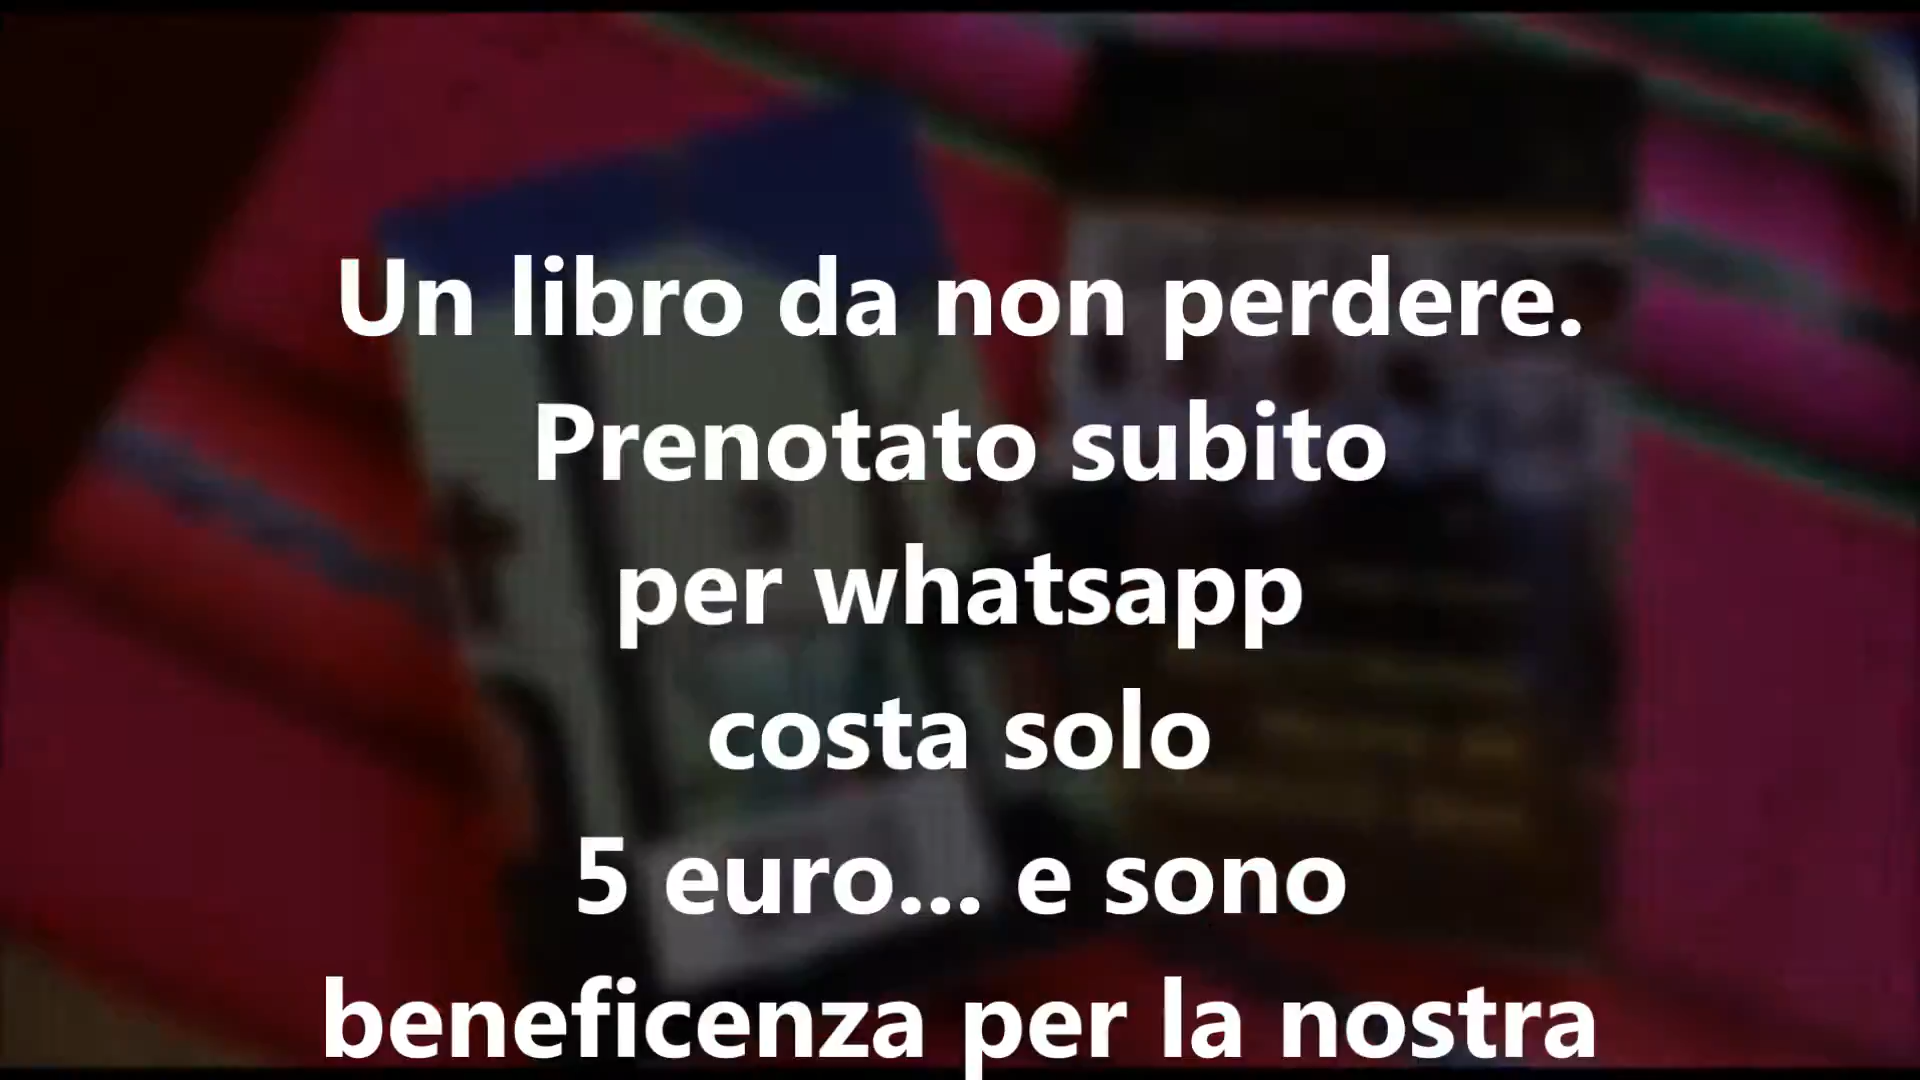 Un libro da non perdere.
Prenotato subito
per whatsapp
costa solo
5 euro... e sono
beneficenza per la nostra